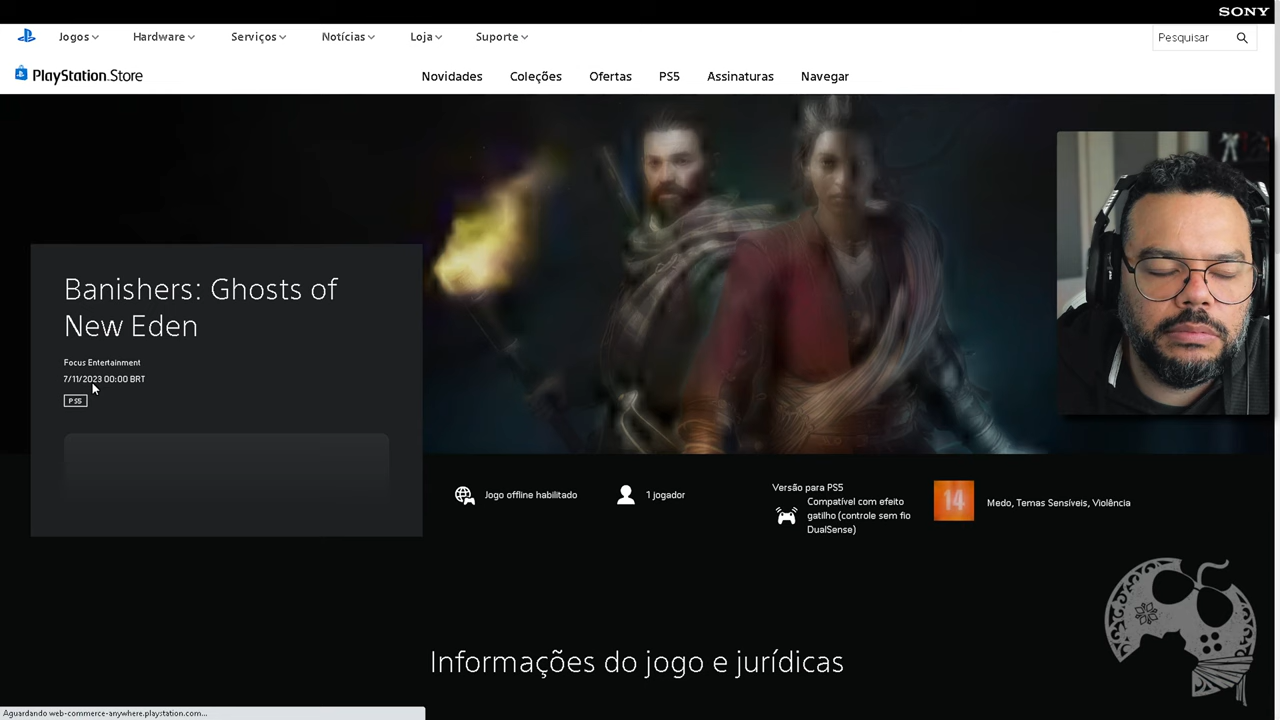 SONY
Jogos
Hardware
Serviços
Notícias
Loja
Suporte
Pesquisar
PlayStation.Store
Novidades
Coleções
Ofertas
PS5
Assinaturas
Navegar
Banishers: Ghosts of
New Eden
Focus Entertainment
7/11/2023 00:00 BRT
PS5
Jogo offline habilitado
1 jogador
Versão para PS5
Compatível com efeito
gatilho (controle sem fio
DualSense)
14
Medo, Temas Sensíveis, Violência
Informações do jogo e jurídicas
Aguardando web-commerce-anywhere.playstation.com...